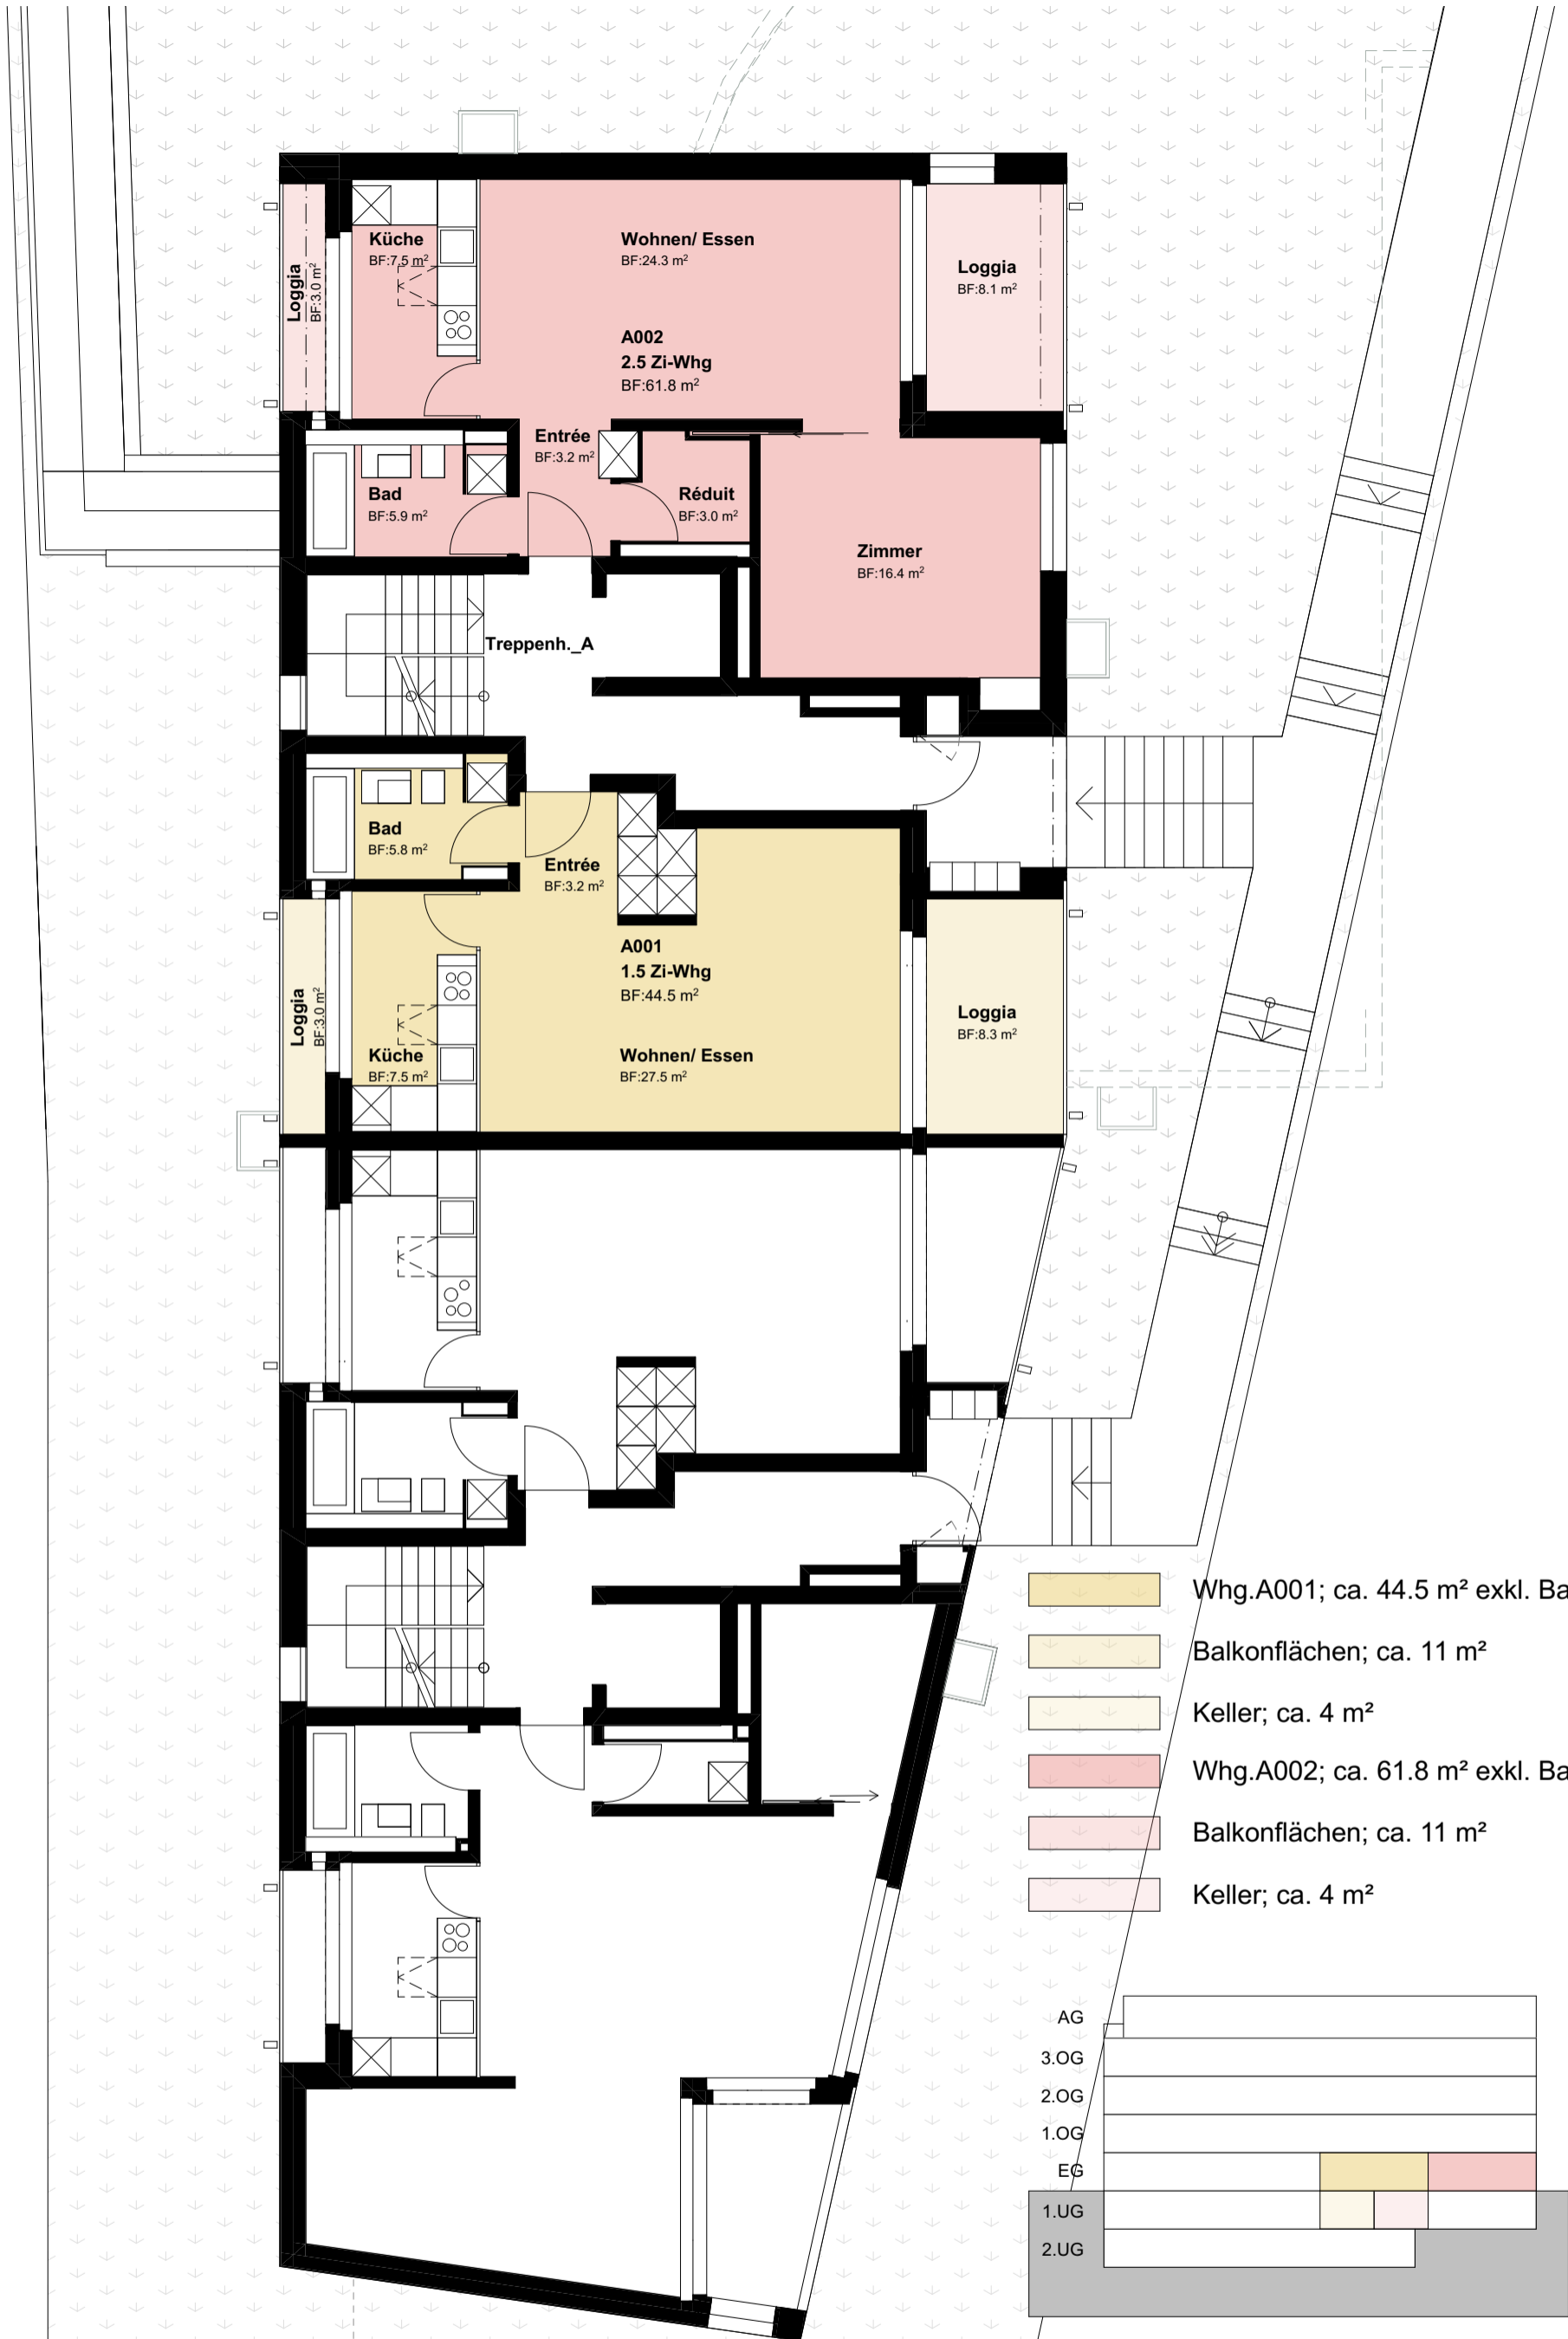 Küche
BF:7.5 m²
Wohnen/ Essen
BF:24.3 m²
Loggia
BF:3.0 m²
Loggia
BF:8.1 m²
A002
2.5 Zi-Whg
BF:61.8 m²
Entrée
BF:3.2 m²
Bad
BF:5.9 m²
Réduit
BF:3.0 m²
Zimmer
BF:16.4 m²
Treppenh._A
Bad
BF:5.8 m²
Entrée
BF:3.2 m²
A001
1.5 Zi-Whg
BF:44.5 m²
Loggia
BF:3.0 m²
Loggia
BF:8.3 m²
Küche
BF:7.5 m²
Wohnen/ Essen
BF:27.5 m²
Whg.A001; ca. 44.5 m² exkl. Ba
Balkonflächen; ca. 11 m²
Keller; ca. 4 m²
Whg.A002; ca. 61.8 m² exkl. Ba
Balkonflächen; ca. 11 m²
Keller; ca. 4 m²
AG
3.OG
2.OG
1.OG
EG
1.UG
2.UG